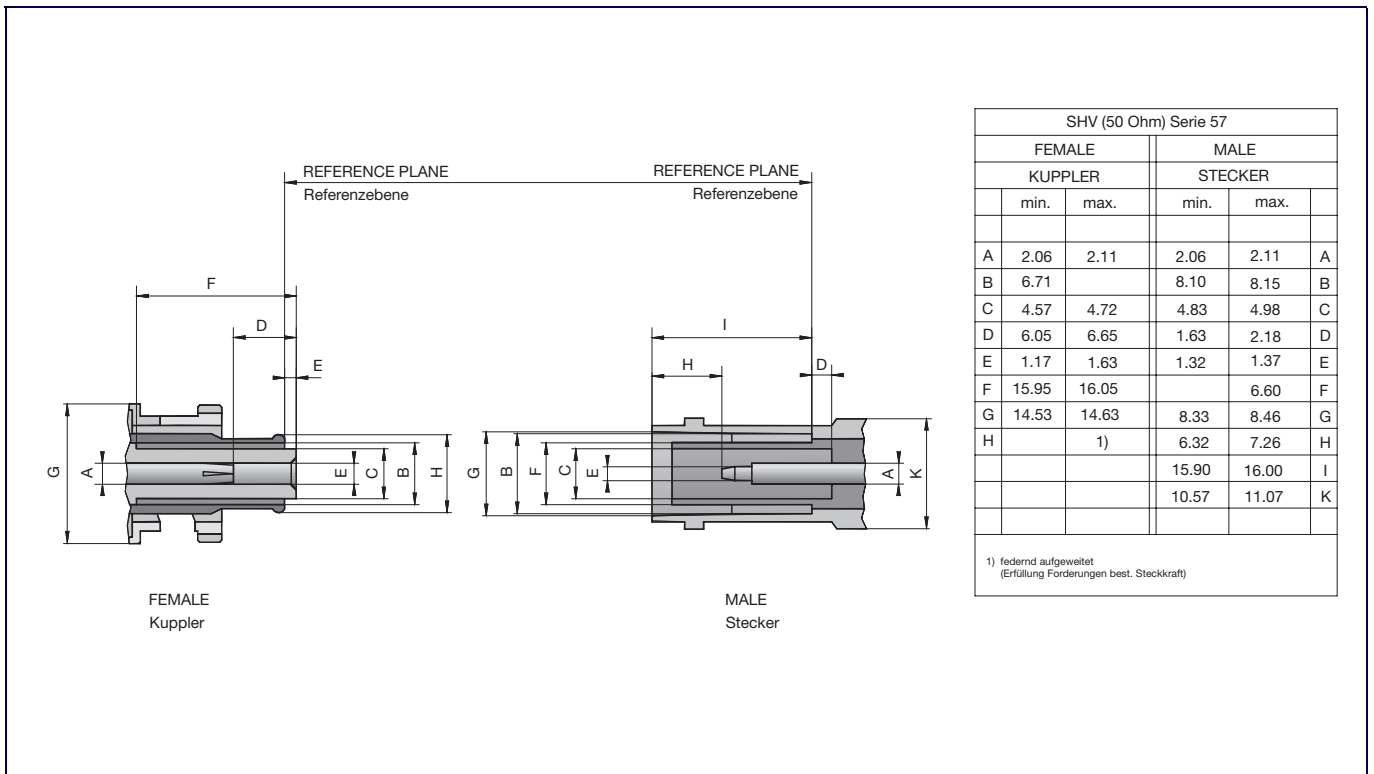 REFERENCE PLANE
Referenzebene
REFERENCE PLANE
Referenzebene
F
D
E
G
A
E
C
B
H
FEMALE
Kuppler
I
H
D
G
B
F
C
E
A
K
MALE
Stecker
SHV (50 Ohm) Serie 57
FEMALE MALE
KUPPLER STECKER
min. max. min. max.
A 2.06 2.11 2.06 2.11 A
B 6.71 8.10 8.15 B
C 4.57 4.72 4.83 4.98 C
D 6.05 6.65 1.63 2.18 D
E 1.17 1.63 1.32 1.37 E
F 15.95 16.05 6.60 F
G 14.53 14.63 8.33 8.46 G
H 1) 6.32 7.26 H
15.90 16.00 I
10.57 11.07 K
1) federnd aufgeweitet
(Erfüllung Forderungen best. Steckkraft)